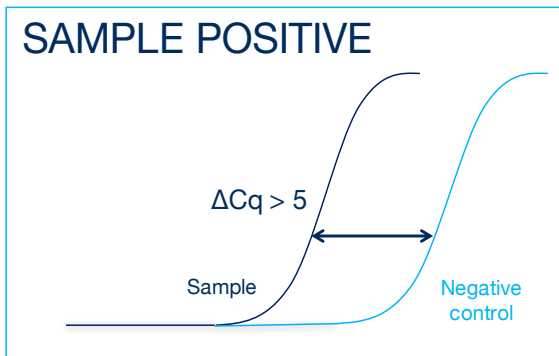 SAMPLE POSITIVE
ΔCq > 5
Sample
Negative
control